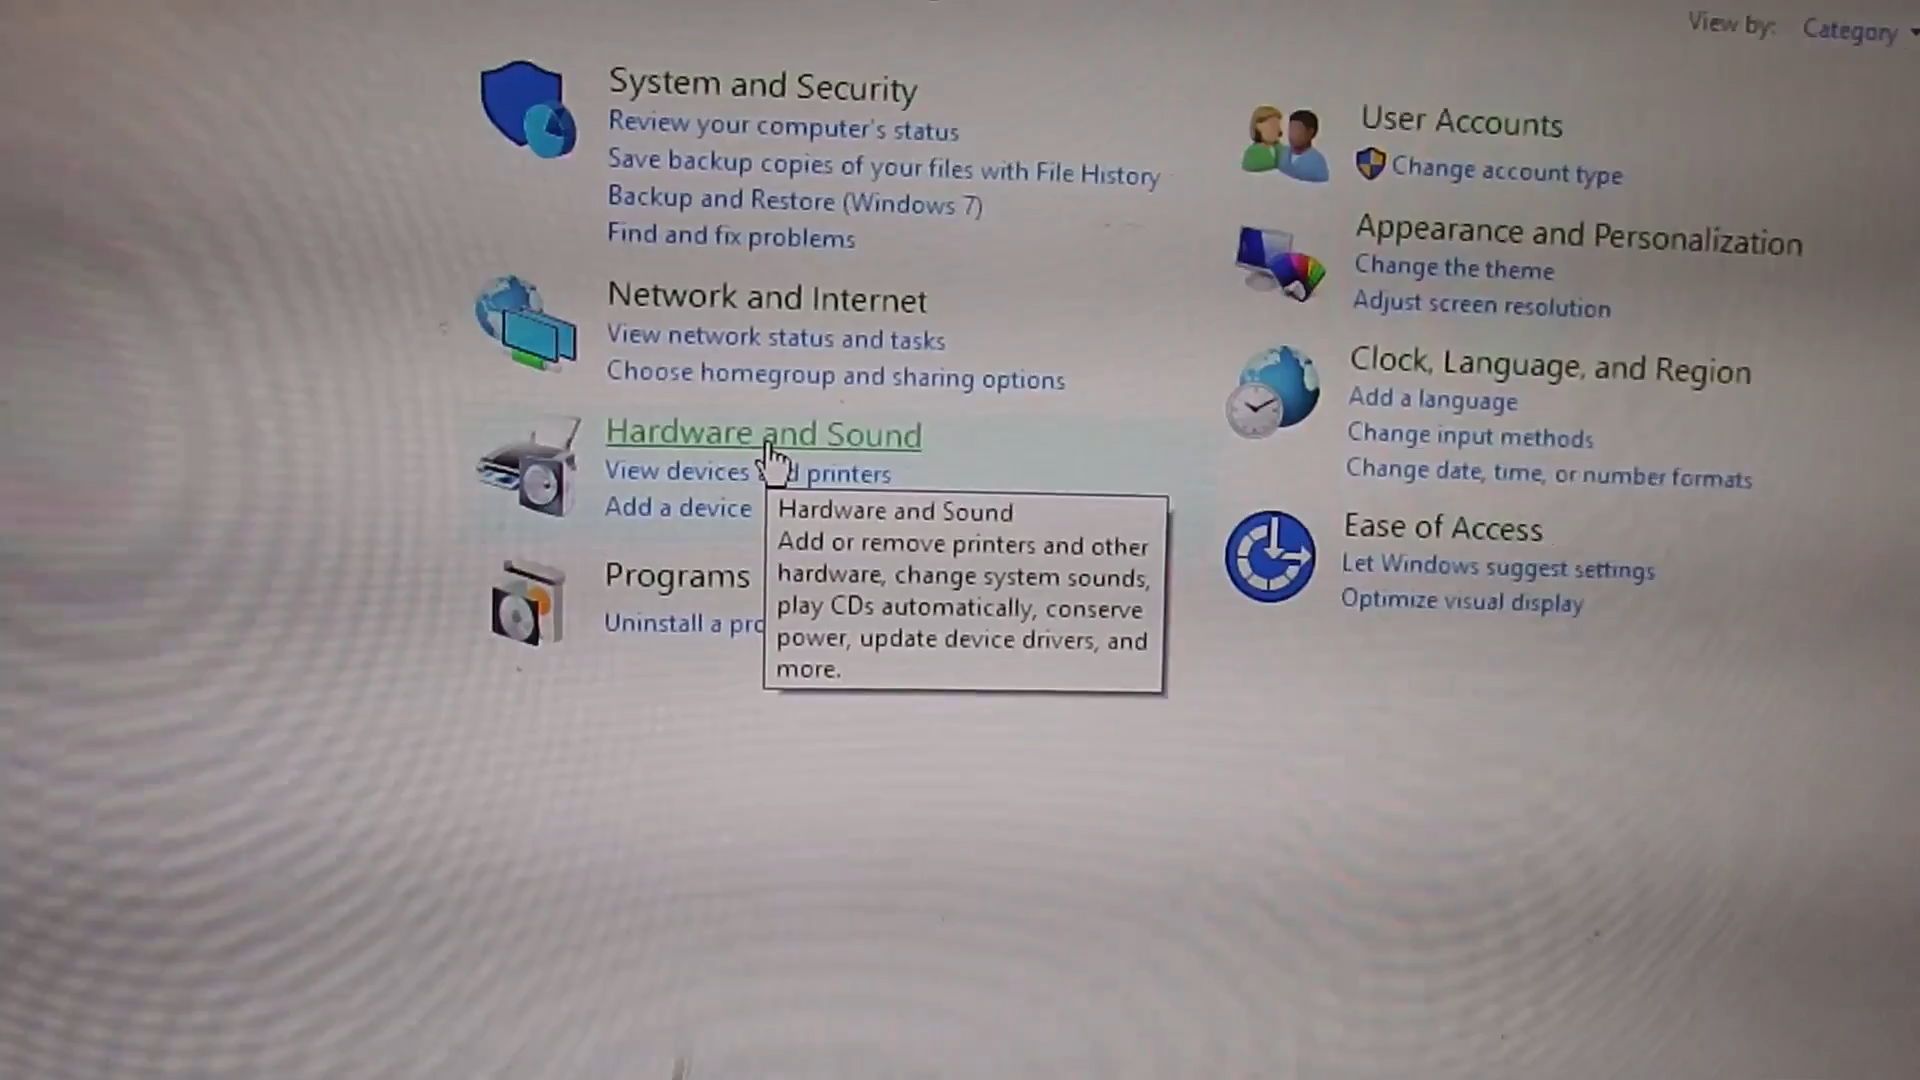 View by: Category
System and Security
Review your computer's status
Save backup copies of your files with File History
Backup and Restore (Windows 7)
Find and fix problems
Network and Internet
View network status and tasks
Choose homegroup and sharing options
Hardware and Sound
View devices and printers
Add a device
Hardware and Sound
Add or remove printers and other
hardware, change system sounds,
play CDs automatically, conserve
power, update device drivers, and
more.
Programs
Uninstall a pro
User Accounts
Change account type
Appearance and Personalization
Change the theme
Adjust screen resolution
Clock, Language, and Region
Add a language
Change input methods
Change date, time, or number formats
Ease of Access
Let Windows suggest settings
Optimize visual display